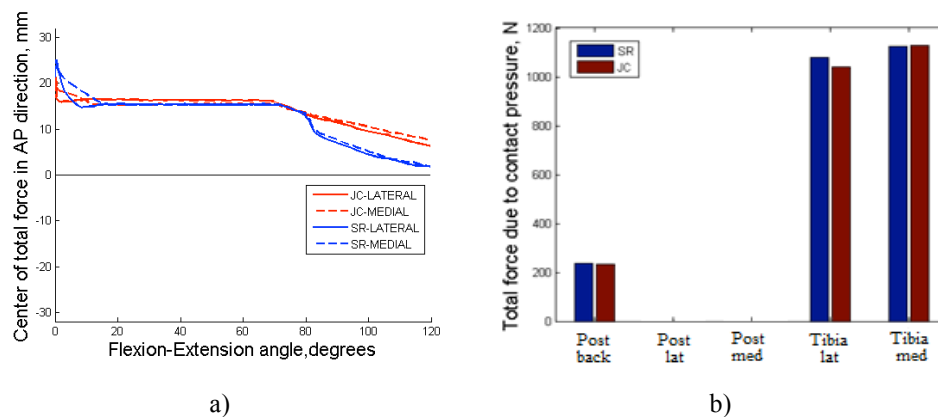 Center of total force in AP direction, mm
30
20
10
0
-10
-20
-30
0
20
40
60
80
100
120
Flexion-Extension angle,degrees
JC-LATERAL
JC-MEDIAL
SR-LATERAL
SR-MEDIAL
a)
Total force due to contact pressure, N
1200
1000
800
600
400
200
0
SR
JC
Post back
Post lat
Post med
Tibia lat
Tibia med
b)